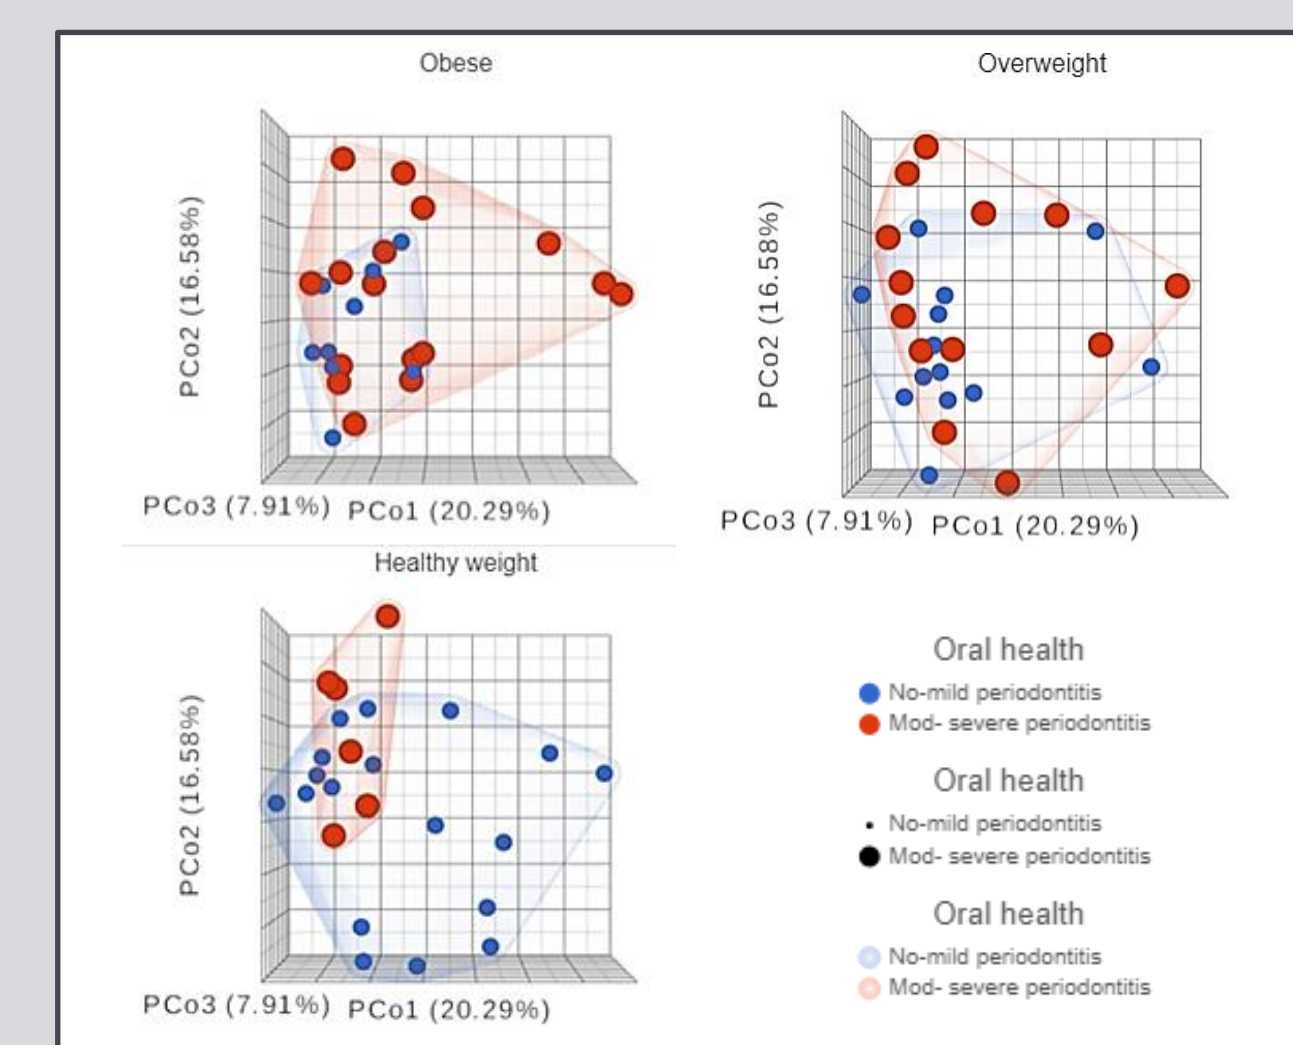 Obese
PCo2 (16.58%)
PCo3 (7.91%) PCo1 (20.29%)
Overweight
PCo2 (16.58%)
PCo3 (7.91%) PCo1 (20.29%)
Healthy weight
PCo2 (16.58%)
PCo3 (7.91%) PCo1 (20.29%)
Oral health
No-mild periodontitis
Mod- severe periodontitis
Oral health
No-mild periodontitis
Mod- severe periodontitis
Oral health
No-mild periodontitis
Mod- severe periodontitis